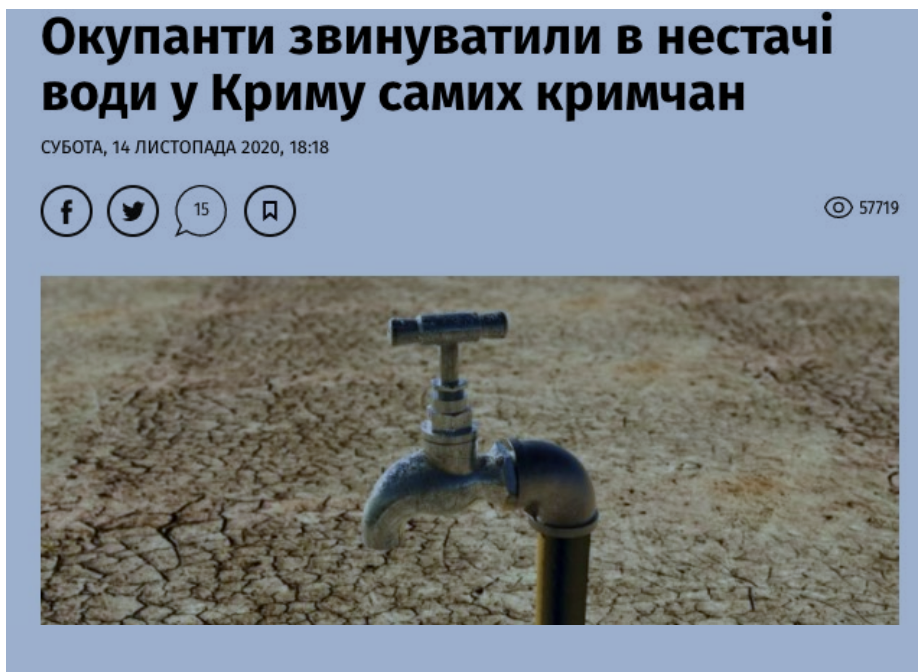 Окупанти звинуватили в нестачі
води у Криму самих кримчан
СУБОТА, 14 ЛИСТОПАДА 2020, 18:18
15
57719